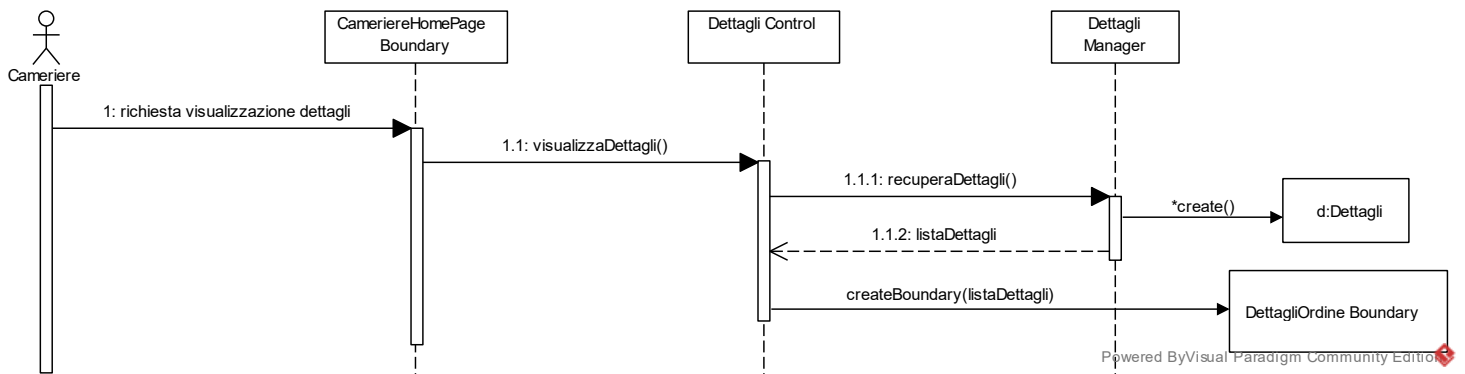 Cameriere
CameriereHomePage
Boundary
Dettagli Control
Dettagli
Manager
1: richiesta visualizzazione dettagli
1.1: visualizzaDettagli()
1.1.1: recuperaDettagli()
*create()
d:Dettagli
1.1.2: listaDettagli
createBoundary(listaDettagli)
DettagliOrdine Boundary
Powered ByVisual Paradigm Community Edition